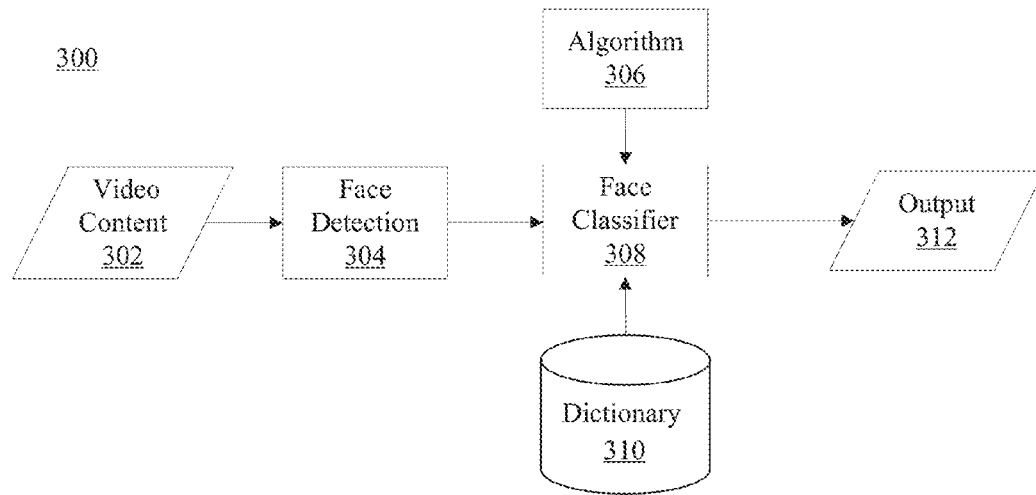 300
Algorithm
306
Video
Content
302
Face
Detection
304
Face
Classifier
308
Output
312
Dictionary
310